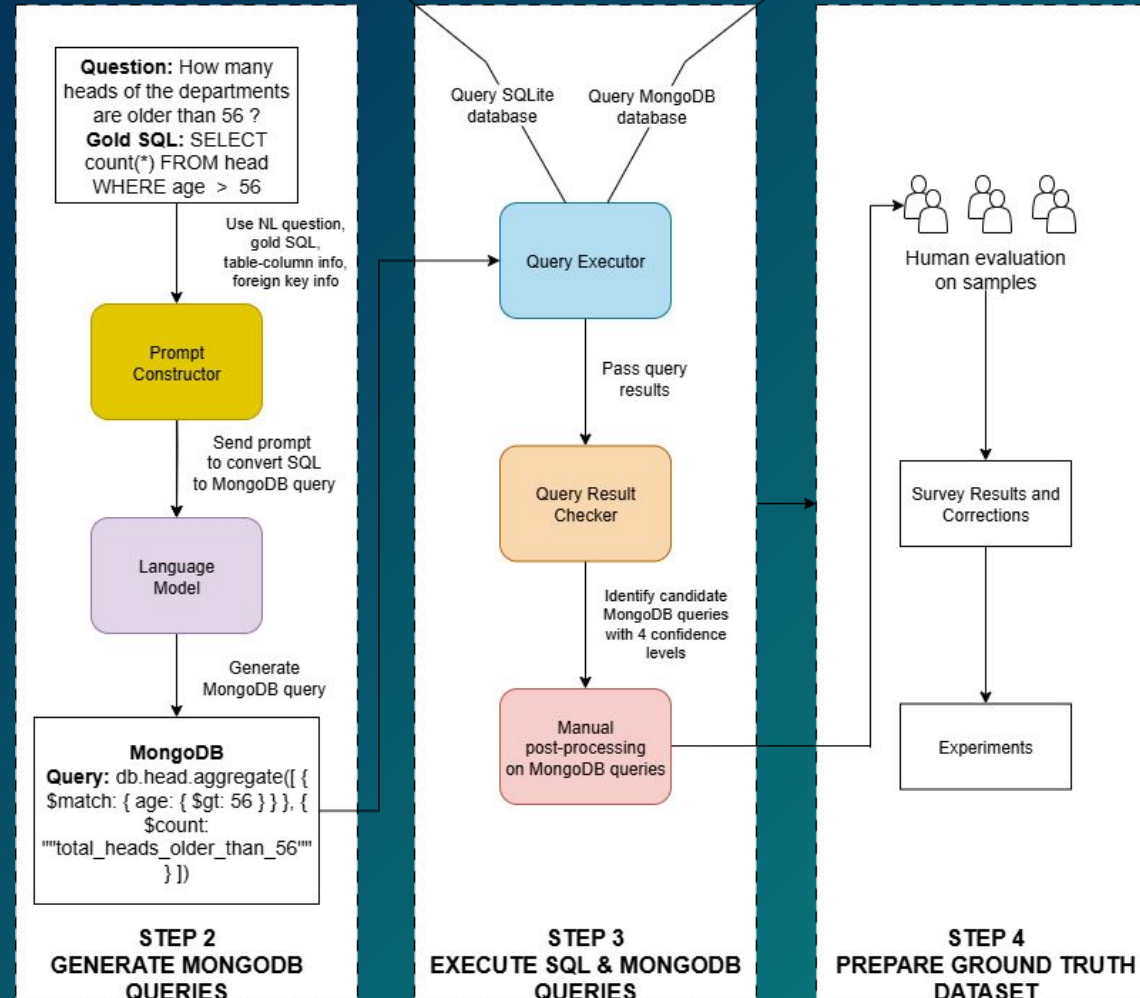 Question: How many
heads of the departments
are older than 56 ?
Gold SQL: SELECT
count(*) FROM head
WHERE age > 56
Use NL question,
gold SQL,
table-column info,
foreign key info
Prompt
Constructor
Send prompt
to convert SQL
to MongoDB query
Language
Model
Generate
MongoDB query
MongoDB
Query: db.head.aggregate([ {
$match: { age: { $gt: 56 } } }, {
$count:
""total_heads_older_than_56""
} ])
STEP 2
GENERATE MONGODB
QUERIES
Query SQLite
database
Query MongoDB
database
Query Executor
Pass query
results
Query Result
Checker
Identify candidate
MongoDB queries
with 4 confidence
levels
Manual
post-processing
on MongoDB queries
STEP 3
EXECUTE SQL & MONGODB
QUERIES
Human evaluation
on samples
Survey Results and
Corrections
Experiments
STEP 4
PREPARE GROUND TRUTH
DATASET